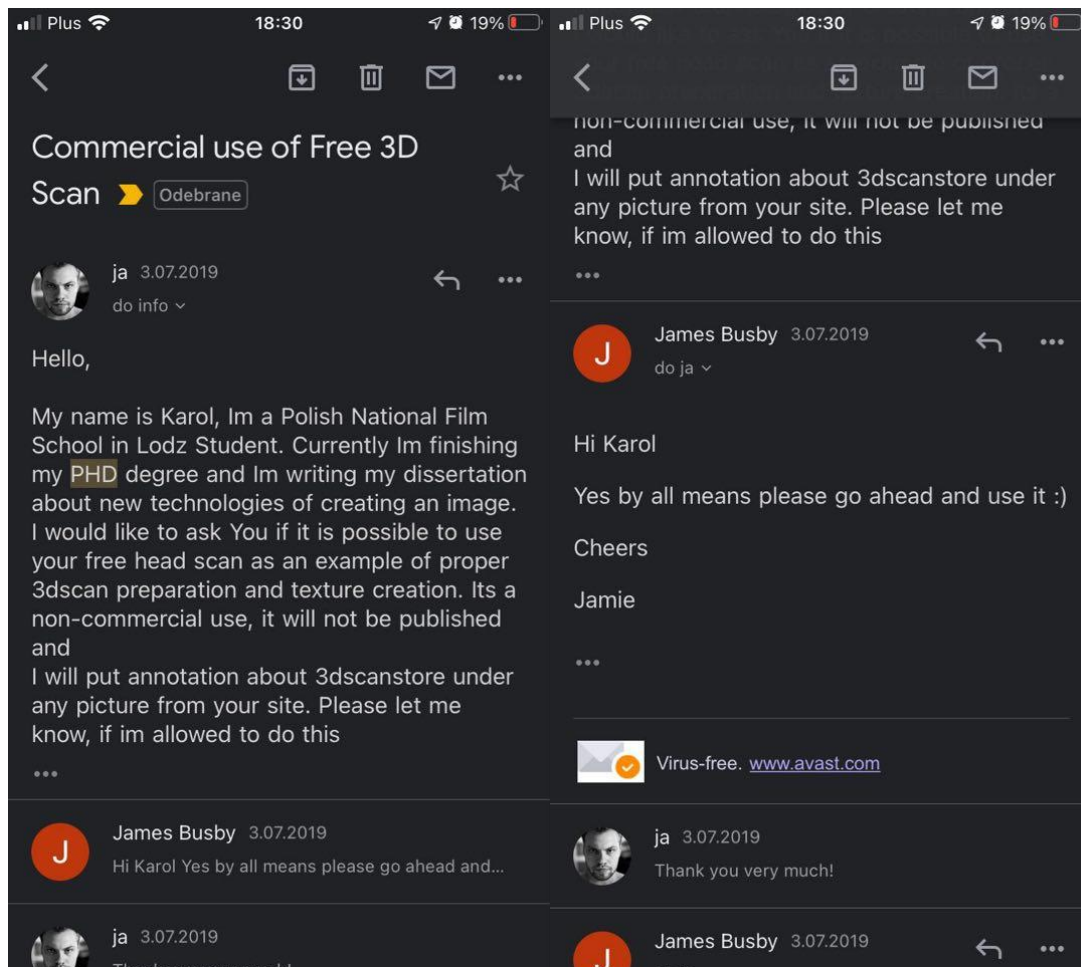 Plus 18:30 19%
Commercial use of Free 3D
Scan Odebrane
ja 3.07.2019
do info
Hello,
My name is Karol, Im a Polish National Film
School in Lodz Student. Currently Im finishing
my PHD degree and Im writing my dissertation
about new technologies of creating an image.
I would like to ask You if it is possible to use
your free head scan as an example of proper
3dscan preparation and texture creation. Its a
non-commercial use, it will not be published
and
I will put annotation about 3dscanstore under
any picture from your site. Please let me
know, if im allowed to do this
James Busby 3.07.2019
Hi Karol Yes by all means please go ahead and...
ja 3.07.2019
Plus 18:30 19%
non-commercial use, it will not be published
and
I will put annotation about 3dscanstore under
any picture from your site. Please let me
know, if im allowed to do this
J
James Busby 3.07.2019
do ja
Hi Karol
Yes by all means please go ahead and use it :)
Cheers
Jamie
Virus-free. www.avast.com
ja 3.07.2019
Thank you very much!
James Busby 3.07.2019